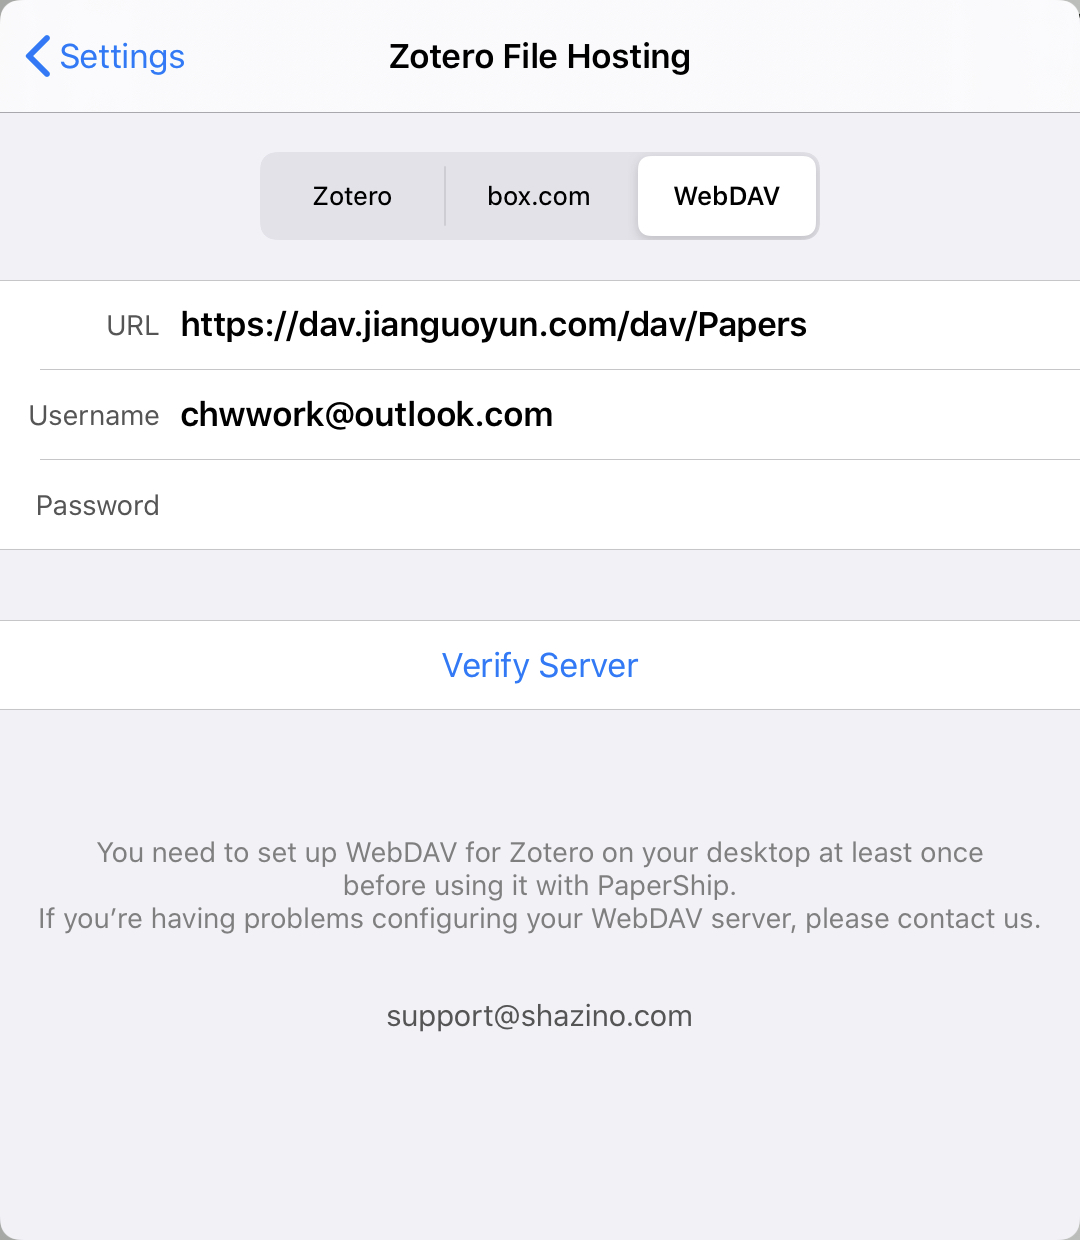 Settings
Zotero File Hosting
Zotero
box.com
WebDAV
URL https://dav.jianguoyun.com/dav/Papers
Username chwwork@outlook.com
Password
Verify Server
You need to set up WebDAV for Zotero on your desktop at least once
before using it with PaperShip.
If you’re having problems configuring your WebDAV server, please contact us.
support@shazino.com